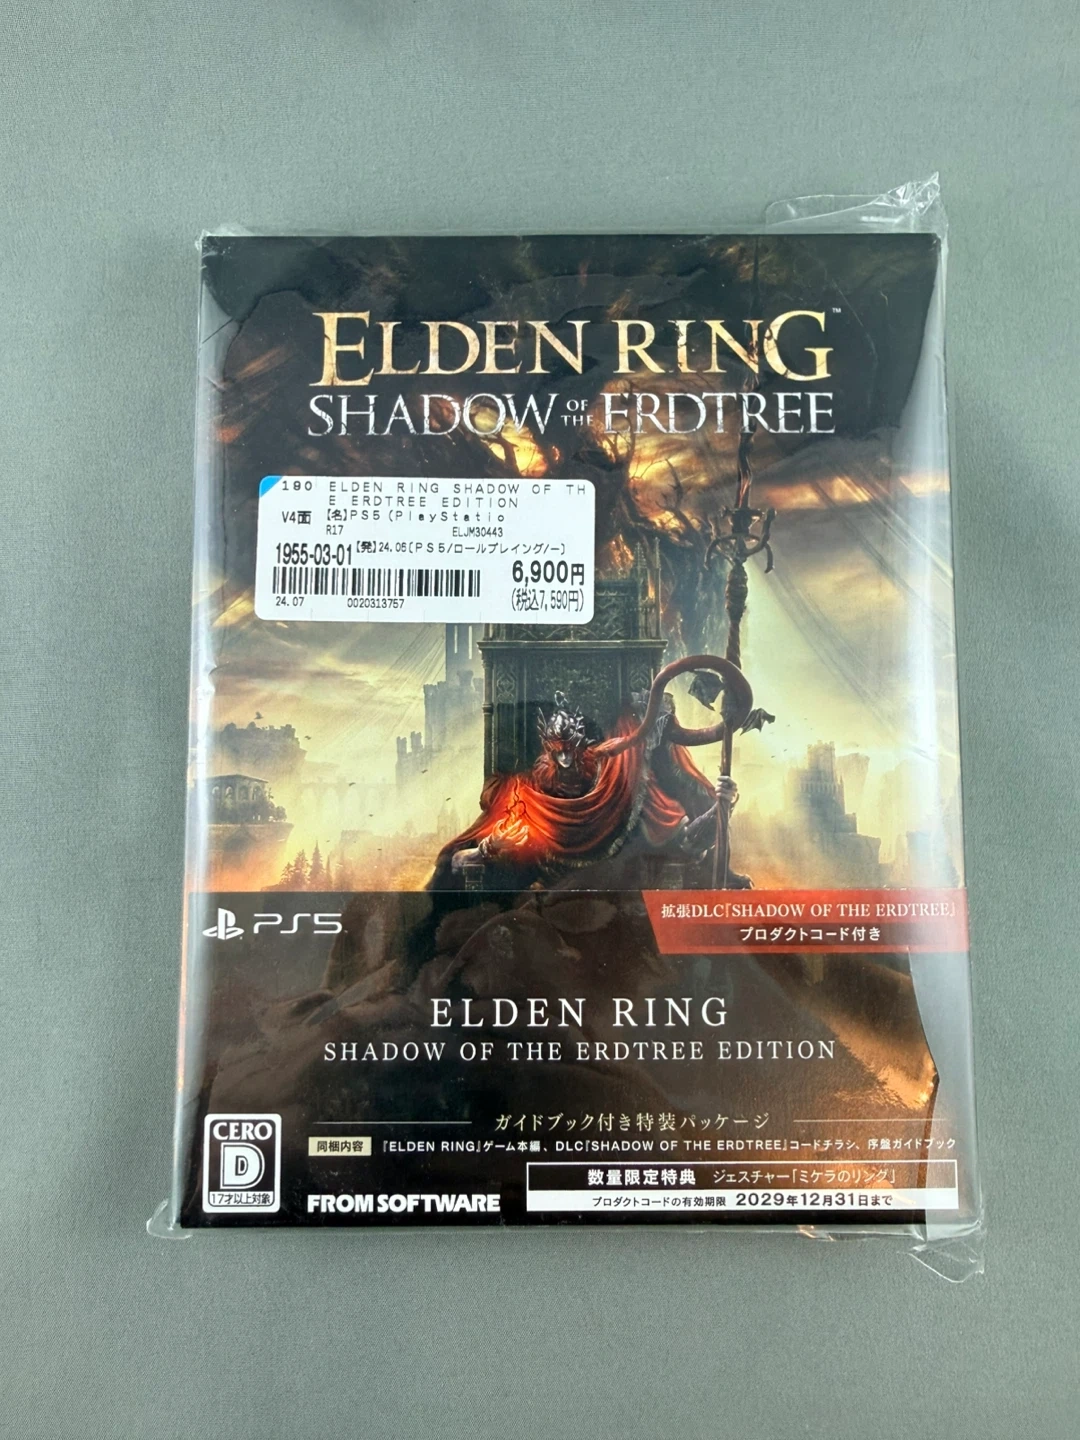 ELDEN RING™
SHADOW OF THE ERDTREE
190 ELDEN RING SHADOW OF TH
E ERDTREE EDITION
V4面 【名】PS5 (PlayStatio
R17 ELJM30443
1955-03-01 【発】24.06〔PS5/ロールプレイング/ー〕
6,900円
24.07 0020313757 (税込7,590円)
PS5
拡張DLC『SHADOW OF THE ERDTREE』
プロダクトコード付き
ELDEN RING
SHADOW OF THE ERDTREE EDITION
ガイドブック付き特装パッケージ
同梱内容 『ELDEN RING』ゲーム本編、DLC『SHADOW OF THE ERDTREE』コードチラシ、序盤ガイドブック
CERO
D
17才以上対象
FROMSOFTWARE
数量限定特典 ジェスチャー「ミケラのリング」
プロダクトコードの有効期限 2029年12月31日まで